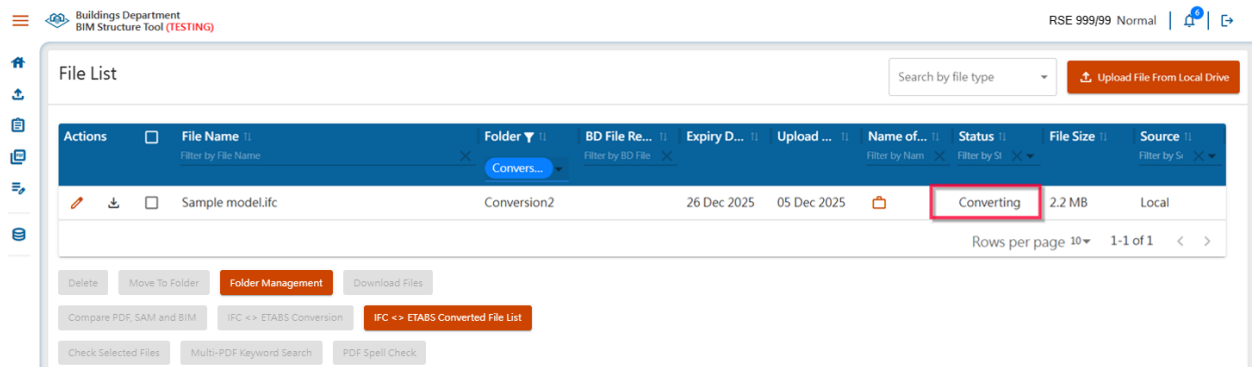 Buildings Department
BIM Structure Tool (TESTING)
RSE 999/99 Normal
6
File List
Search by file type
Upload File From Local Drive
Actions File Name Folder BD File Re... Expiry D... Upload ... Name of... Status File Size Source
Filter by File Name Convers... Filter by BD File Filter by Nam Filter by St Filter by So
Sample model.ifc Conversion2 26 Dec 2025 05 Dec 2025 Converting 2.2 MB Local
Rows per page 10 1-1 of 1
Delete Move To Folder Folder Management Download Files
Compare PDF, SAM and BIM IFC <> ETABS Conversion IFC <> ETABS Converted File List
Check Selected Files Multi-PDF Keyword Search PDF Spell Check